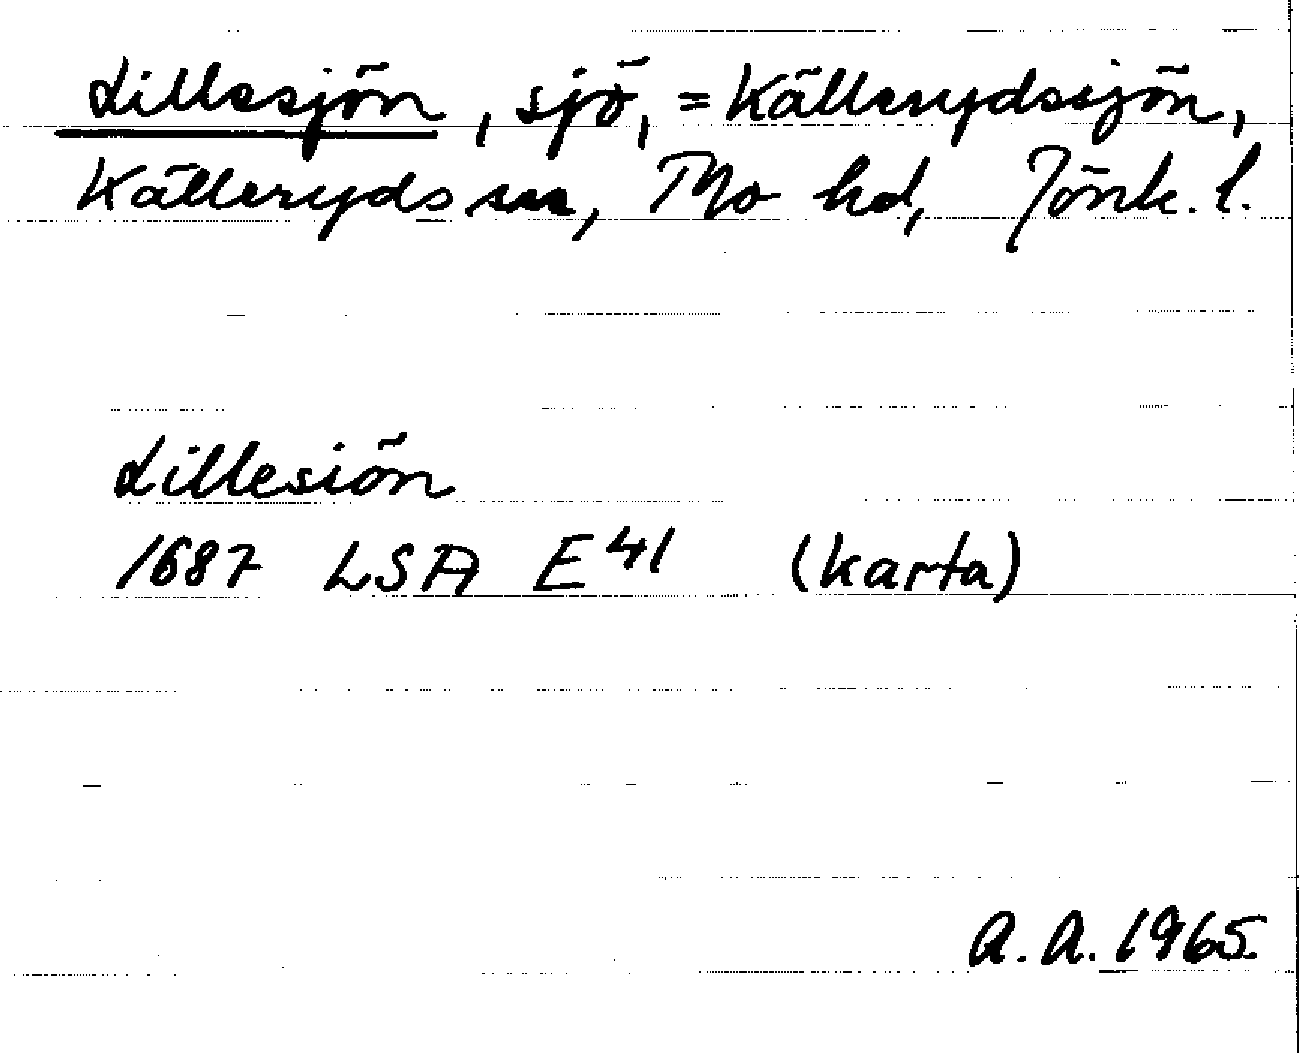 Lillesjön, sjö, = Källerydssjön,
Källeryds sn, Mo hd, Jönk. l.
Lillesiön
1687 LSA E41 (karta)
A. A. 1965.